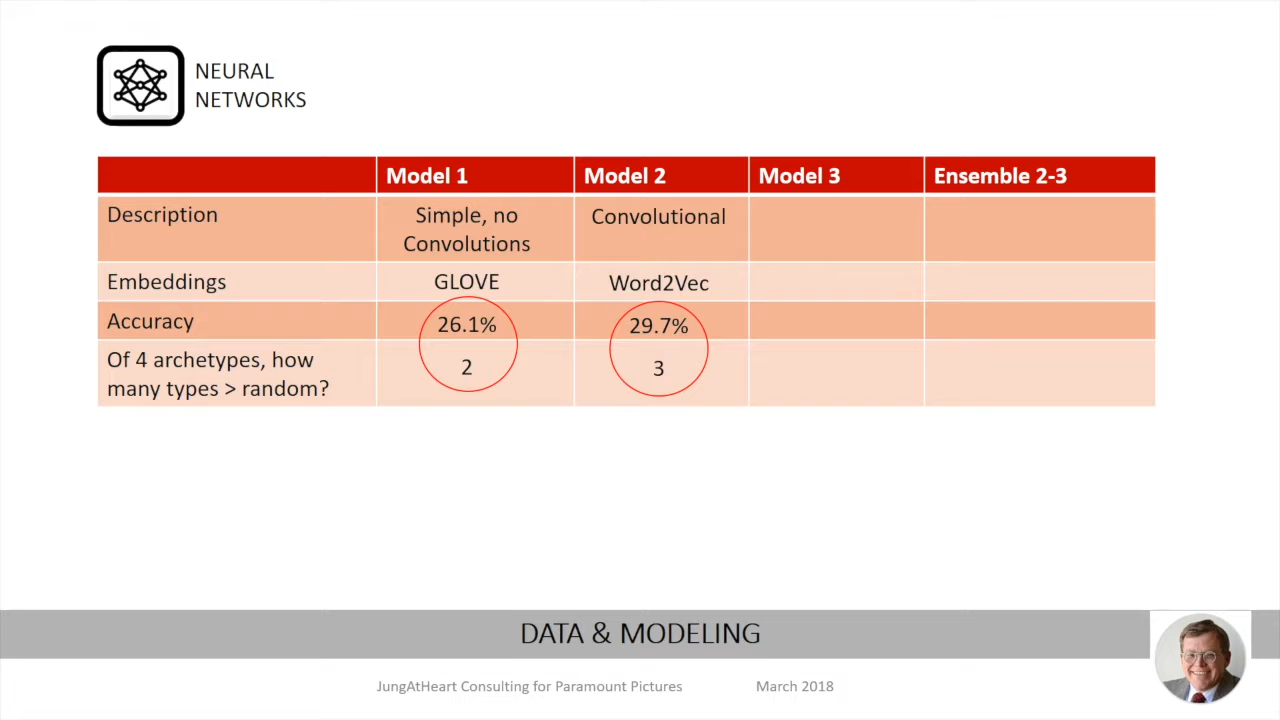 NEURAL
NETWORKS
Model 1
Model 2
Model 3
Ensemble 2-3
Description
Simple, no
Convolutions
Convolutional
Embeddings
GLOVE
Word2Vec
Accuracy
26.1%
29.7%
Of 4 archetypes, how
many types > random?
2
3
DATA & MODELING
JungAtHeart Consulting for Paramount Pictures
March 2018